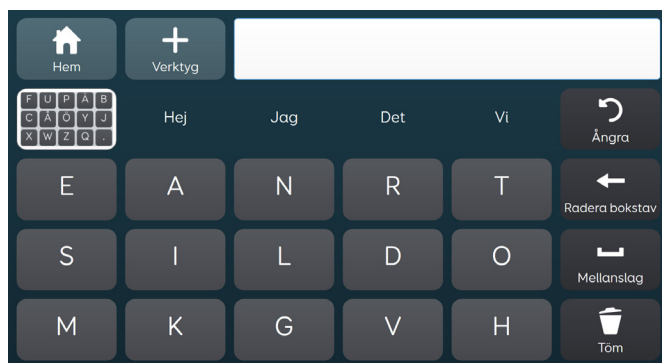 Hem Verktyg
F U P Ä B
C Å Ö Y J
X W Z Q .
Hej Jag Det Vi Ångra
E A N R T Radera bokstav
S I L D O Mellanslag
M K G V H Töm